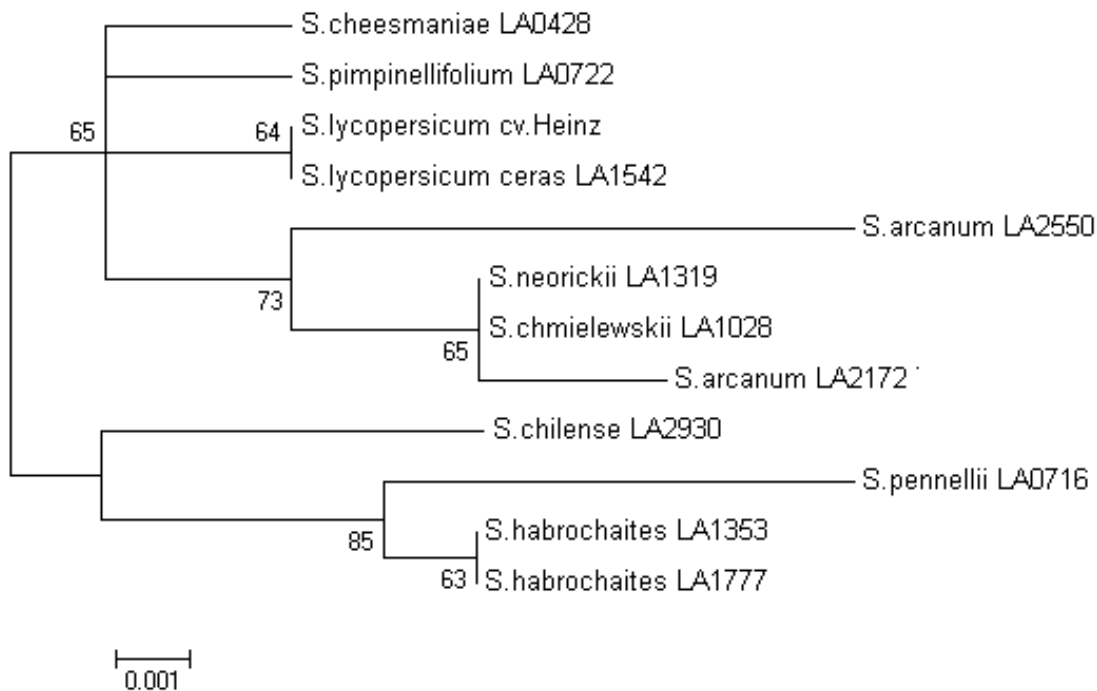 S.cheesmaniae LA0428
S.pimpinellifolium LA0722
65
64
S.lycopersicum cv.Heinz
S.lycopersicum ceras LA1542
S.arcanum LA2550
S.neorickii LA1319
73
S.chmielewskii LA1028
65
S.arcanum LA2172
S.chilense LA2930
S.pennellii LA0716
85
S.habrochaites LA1353
63
S.habrochaites LA1777
0.001